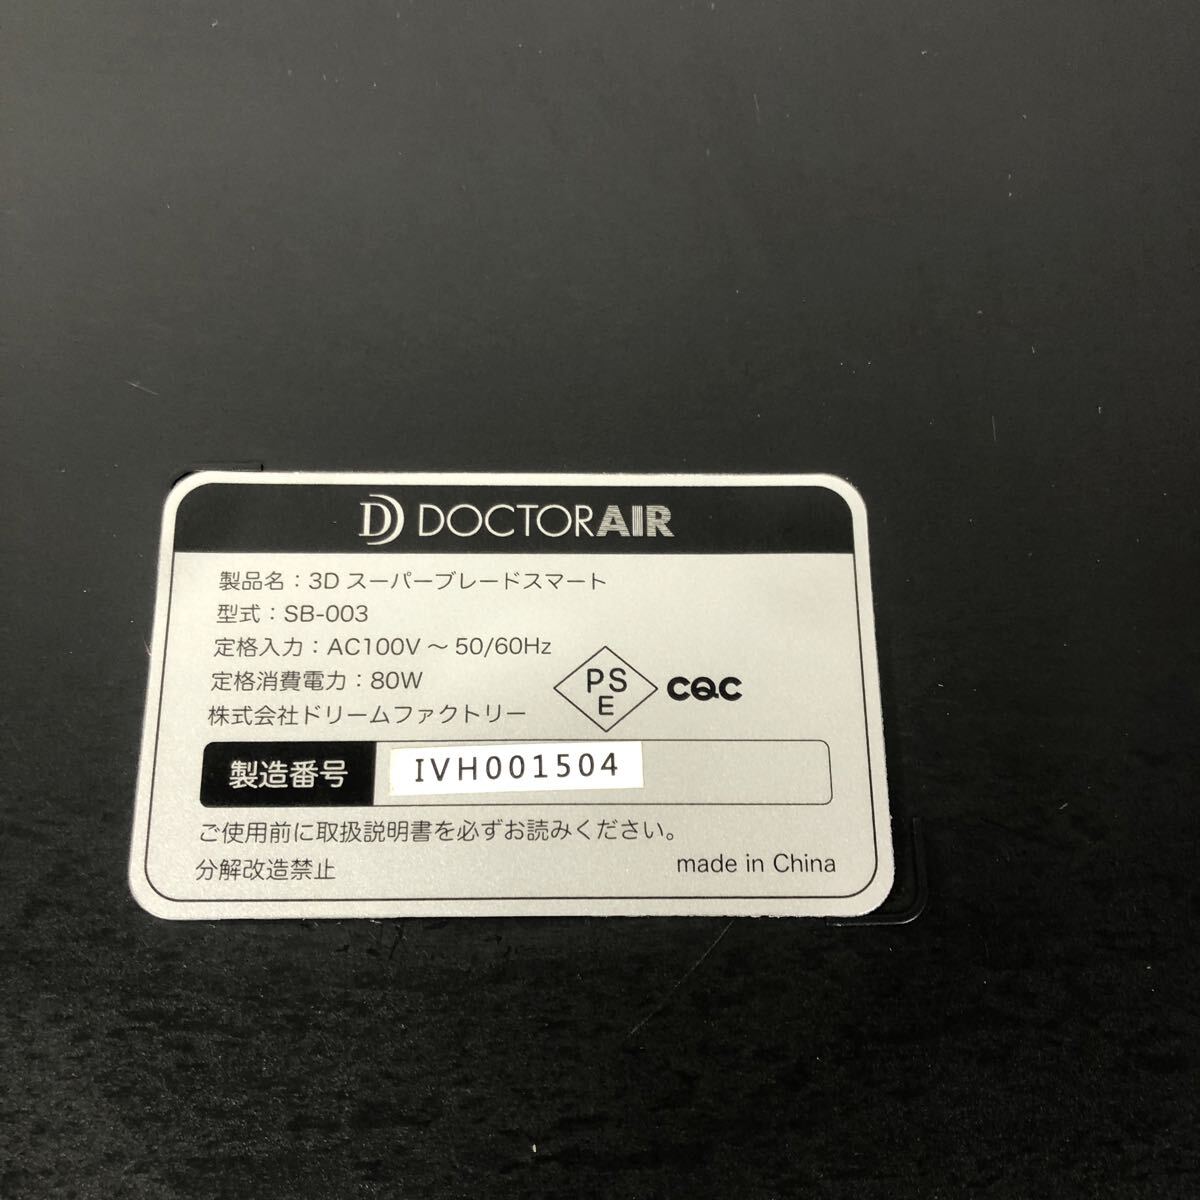 DOCTORAIR
製品名：3D スーパーブレードスマート
型式：SB-003
定格入力：AC100V ～ 50/60Hz
定格消費電力：80W
PS
E
CQC
株式会社ドリームファクトリー
製造番号 IVH001504
ご使用前に取扱説明書を必ずお読みください。
分解改造禁止
made in China